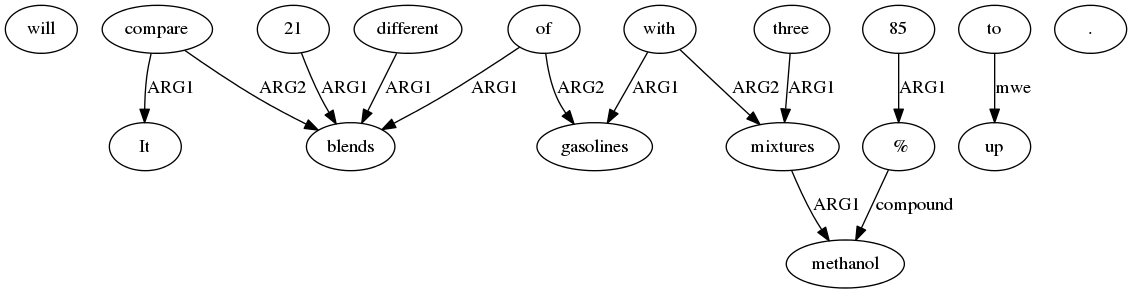 will compare 21 different of with three 85 to .
ARG1 ARG2 ARG1 ARG1 ARG1 ARG2 ARG1 ARG2 ARG1 ARG1 mwe
It blends gasolines mixtures % up
ARG1 compound
methanol